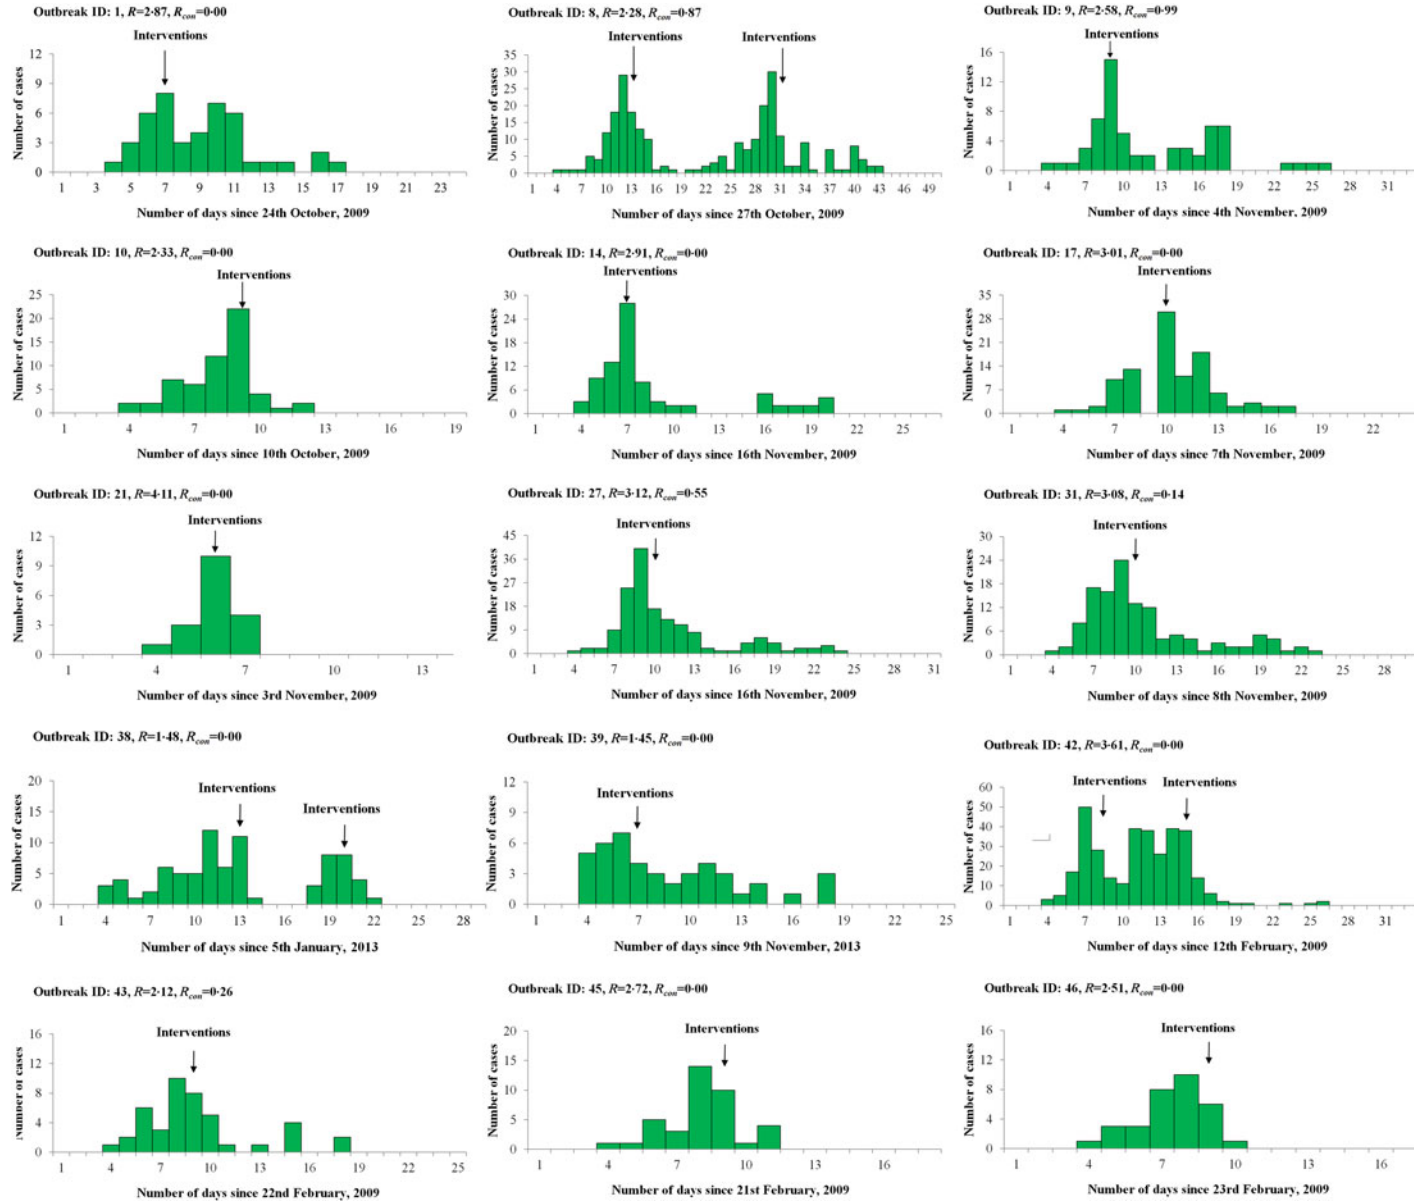 Outbreak ID: 1, R=2·87, Rcon=0·00
Interventions
Number of cases
12
9
6
3
0
1 3 5 7 9 11 13 15 17 19 21 23
Number of days since 24th October, 2009
Outbreak ID: 8, R=2·28, Rcon=0·87
Interventions Interventions
Number of cases
35
30
25
20
15
10
5
0
1 4 7 10 13 16 19 22 25 28 31 34 37 40 43 46 49
Number of days since 27th October, 2009
Outbreak ID: 9, R=2·58, Rcon=0·99
Interventions
Number of cases
16
12
8
4
0
1 4 7 10 13 16 19 22 25 28 31
Number of days since 4th November, 2009
Outbreak ID: 10, R=2·33, Rcon=0·00
Interventions
Number of cases
25
20
15
10
5
0
1 4 7 10 13 16 19
Number of days since 10th October, 2009
Outbreak ID: 14, R=2·91, Rcon=0·00
Interventions
Number of cases
30
24
18
12
6
0
1 4 7 10 13 16 19 22 25
Number of days since 16th November, 2009
Outbreak ID: 17, R=3·01, Rcon=0·00
Interventions
Number of cases
35
28
21
14
7
0
1 4 7 10 13 16 19 22
Number of days since 7th November, 2009
Outbreak ID: 21, R=4·11, Rcon=0·00
Interventions
Number of cases
12
9
6
3
0
1 4 7 10 13
Number of days since 3rd November, 2009
Outbreak ID: 27, R=3·12, Rcon=0·55
Interventions
Number of cases
45
36
27
18
9
0
1 4 7 10 13 16 19 22 25 28 31
Number of days since 16th November, 2009
Outbreak ID: 31, R=3·08, Rcon=0·14
Interventions
Number of cases
30
24
18
12
6
0
1 4 7 10 13 16 19 22 25 28
Number of days since 8th November, 2009
Outbreak ID: 38, R=1·48, Rcon=0·00
Interventions
Interventions
Number of cases
20
15
10
5
0
1 4 7 10 13 16 19 22 25 28
Number of days since 5th January, 2013
Outbreak ID: 39, R=1·45, Rcon=0·00
Interventions
Number of cases
12
9
6
3
0
1 4 7 10 13 16 19 22 25
Number of days since 9th November, 2013
Outbreak ID: 42, R=3·61, Rcon=0·00
Interventions Interventions
Number of cases
60
50
40
30
20
10
0
1 4 7 10 13 16 19 22 25 28 31
Number of days since 12th February, 2009
Outbreak ID: 43, R=2·12, Rcon=0·26
Interventions
Number of cases
16
12
8
4
0
1 4 7 10 13 16 19 22 25
Number of days since 22nd February, 2009
Outbreak ID: 45, R=2·72, Rcon=0·00
Interventions
Number of cases
20
15
10
5
0
1 4 7 10 13 16
Number of days since 21st February, 2009
Outbreak ID: 46, R=2·51, Rcon=0·00
Interventions
Number of cases
16
12
8
4
0
1 4 7 10 13 16
Number of days since 23rd February, 2009